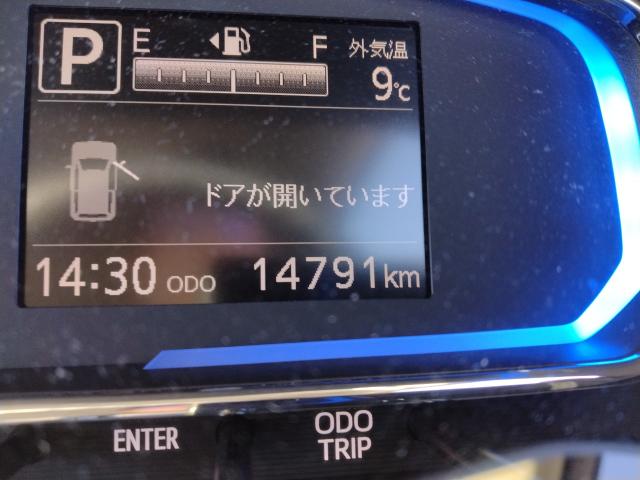 P E F 外気温
9℃
ドアが開いています
14:30 ODO 14791km
ENTER ODO
TRIP